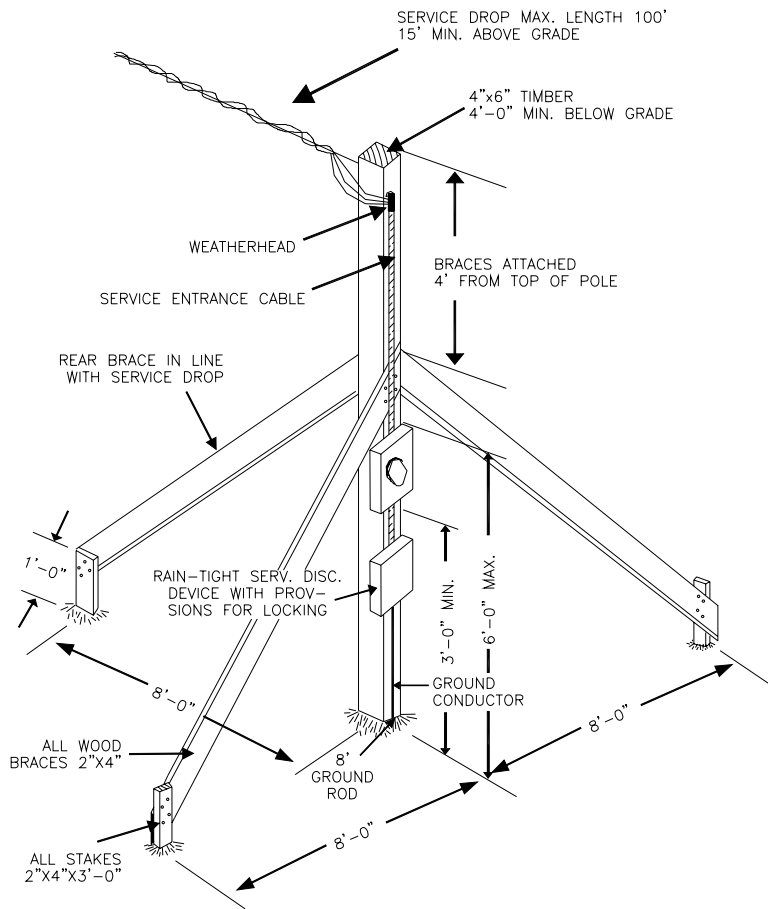 SERVICE DROP MAX. LENGTH 100'
15' MIN. ABOVE GRADE
4"x6" TIMBER
4'-0" MIN. BELOW GRADE
WEATHERHEAD
BRACES ATTACHED
4' FROM TOP OF POLE
SERVICE ENTRANCE CABLE
REAR BRACE IN LINE
WITH SERVICE DROP
1'-0"
RAIN-TIGHT SERV. DISC.
DEVICE WITH PROV-
SIONS FOR LOCKING
3'-0" MIN.
6'-0" MAX.
GROUND
CONDUCTOR
8'-0"
8'-0"
ALL WOOD
BRACES 2"X4"
8'
GROUND
ROD
8'-0"
ALL STAKES
2"X4"X3'-0"